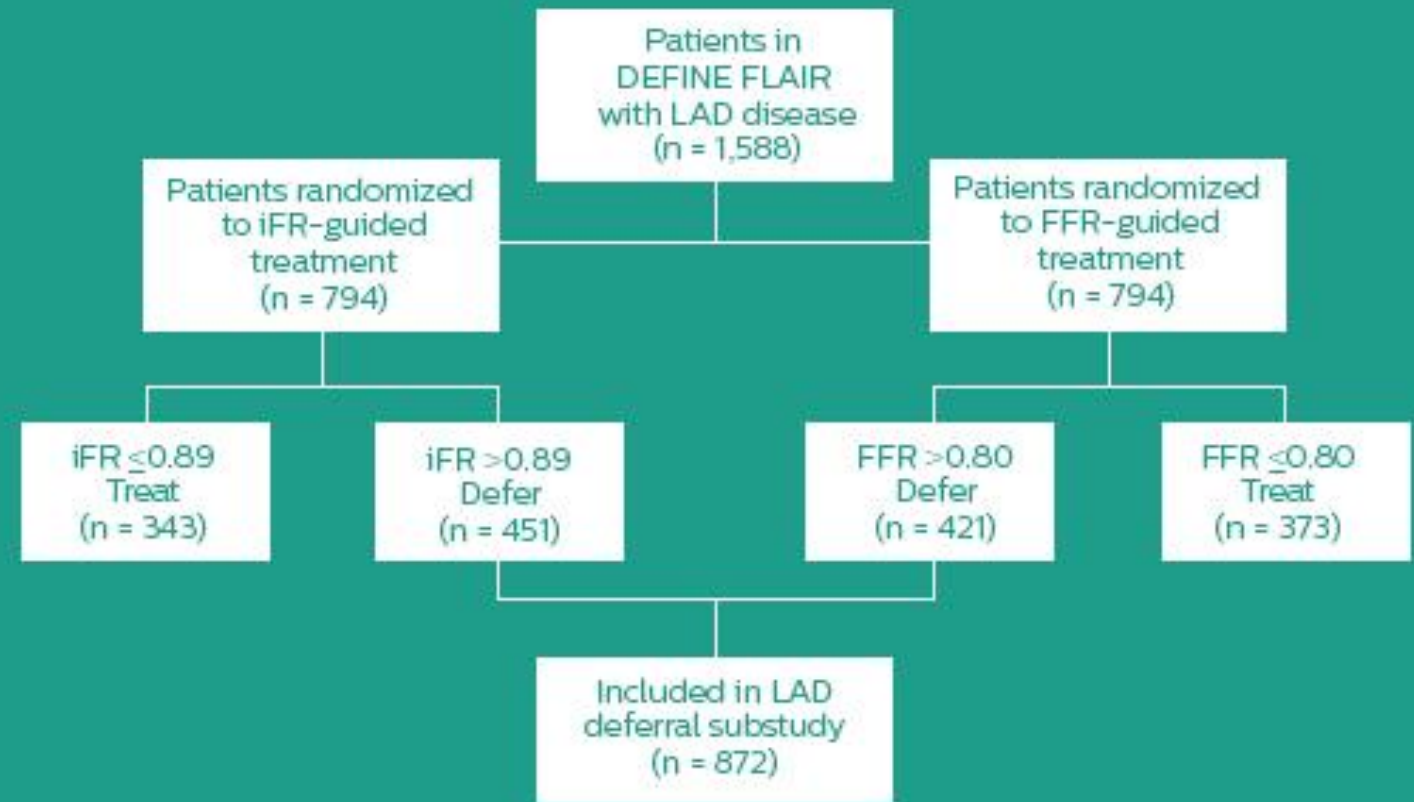 Patients in
DEFINE FLAIR
with LAD disease
(n = 1,588)
Patients randomized
to iFR-guided
treatment
(n = 794)
Patients randomized
to FFR-guided
treatment
(n = 794)
iFR ≤0.89
Treat
(n = 343)
iFR >0.89
Defer
(n = 451)
FFR >0.80
Defer
(n = 421)
FFR ≤0.80
Treat
(n = 373)
Included in LAD
deferral substudy
(n = 872)